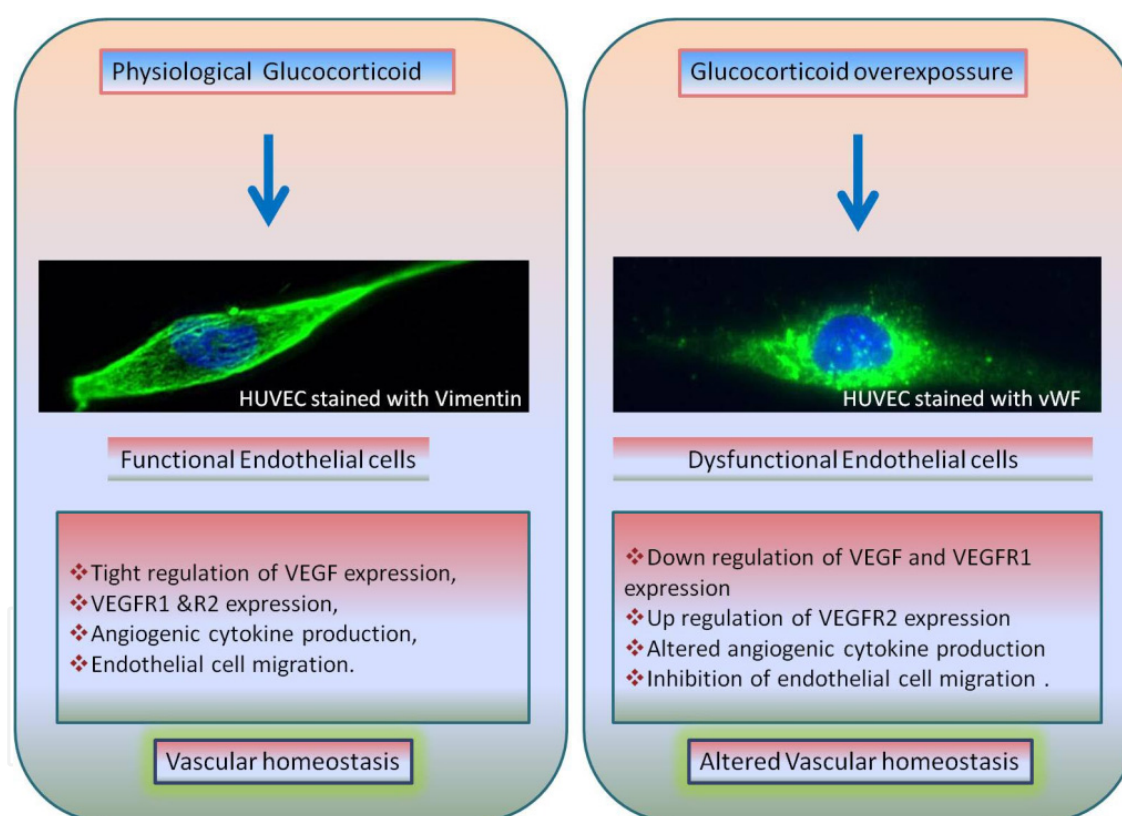 Physiological Glucocorticoid
HUVEC stained with Vimentin
Functional Endothelial cells
❖Tight regulation of VEGF expression,
❖VEGFR1 &R2 expression,
❖Angiogenic cytokine production,
❖Endothelial cell migration.
Vascular homeostasis
Glucocorticoid overexpossure
HUVEC stained with vWF
Dysfunctional Endothelial cells
❖Down regulation of VEGF and VEGFR1
expression
❖Up regulation of VEGFR2 expression
❖Altered angiogenic cytokine production
❖Inhibition of endothelial cell migration .
Altered Vascular homeostasis